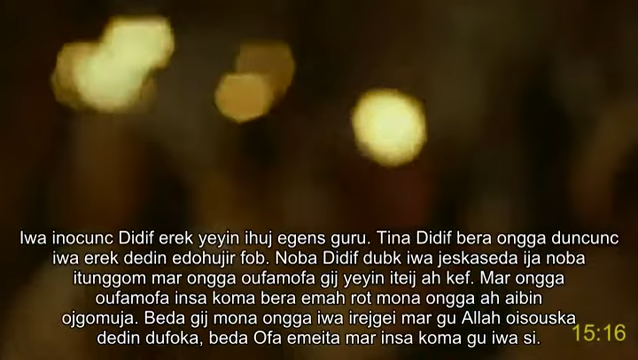 Iwa inocunc Didif erek yeyin ihuj egens guru. Tina Didif bera ongga duncunc
iwa erek dedin edohujir fob. Noba Didif dubk iwa jeskaseda ija noba
itunggom mar ongga oufamofa gij yeyin iteij ah kef. Mar ongga
oufamofa insa koma bera emah rot mona ongga ah aibin
ojgomuja. Beda gij mona ongga iwa irejgei mar gu Allah oisouska
dedin dufoka, beda Ofa emeita mar insa koma gu iwa si.
15:16